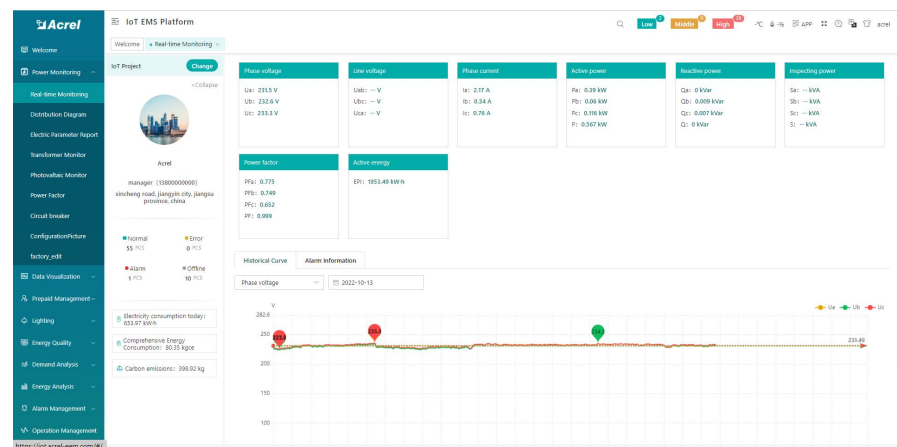 Acrel
IoT EMS Platform
Low 2 Middle 0 High
-℃ -% APP acrel
Welcome
Power Monitoring
Real-time Monitoring
Distribution Diagram
Electric Parameter Report
Transformer Monitor
Photovoltaic Monitor
Power Factor
Circuit breaker
ConfigurationPicture
factory_edit
Data Visualization
Prepaid Management
Lighting
Energy Quality
Demand Analysis
Energy Analysis
Alarm Management
Operation Management
https://iot.acrel-eem.com/#/
Welcome Real-time Monitoring ×
IoT Project Change
<Collapse
Acrel
manager (13800000000)
xincheng road, jiangyin city, jiangsu
province, china
Normal Error
55 PCS 0 PCS
Alarm Offline
1 PCS 10 PCS
Electricity consumption today:
653.97 kW·h
Comprehensive Energy
Consumption: 80.35 kgce
Carbon emissions: 398.92 kg
Phase voltage
Ua: 231.5 V
Ub: 232.6 V
Uc: 233.3 V
Line voltage
Uab: -- V
Ubc: -- V
Uca: -- V
Phase current
Ia: 2.17 A
Ib: 0.34 A
Ic: 0.76 A
Active power
Pa: 0.39 kW
Pb: 0.06 kW
Pc: 0.116 kW
P: 0.567 kW
Reactive power
Qa: 0 kVar
Qb: 0.009 kVar
Qc: 0.007 kVar
Q: 0 kVar
Inspecting power
Sa: -- kVA
Sb: -- kVA
Sc: -- kVA
S: -- kVA
Power factor
PFa: 0.775
PFb: 0.749
PFc: 0.652
PF: 0.999
Active energy
EPI: 1953.49 kW·h
Historical Curve Alarm Information
Phase voltage 2022-10-13
V
Ua Ub Uc
282.6
250
200
150
100
233.49